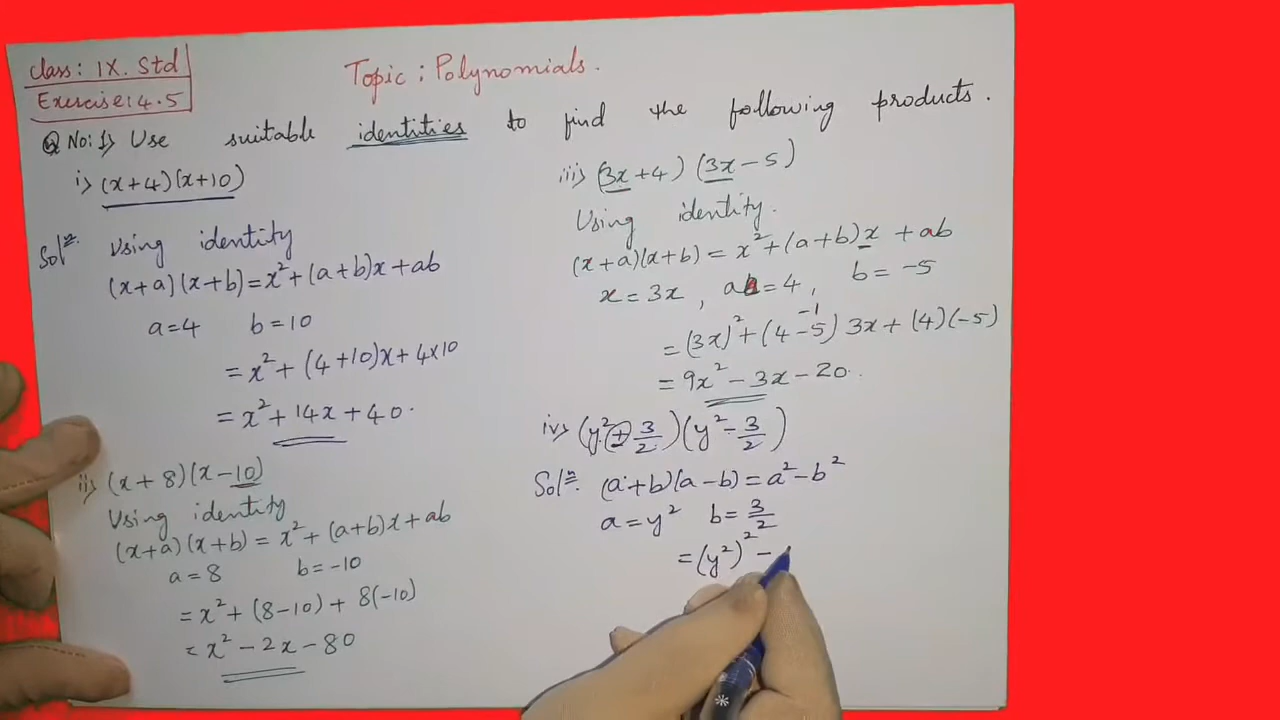 class: IX. Std
Exercise: 4.5
Topic: Polynomials.
Q No: 1) Use suitable identities to find the following products.
i) (x+4)(x+10)
Sol n. Using identity
(x+a)(x+b)=x²+(a+b)x+ab
a=4 b=10
=x²+(4+10)x+4×10
=x²+14x+40.
ii) (x+8)(x-10)
Using identity
(x+a)(x+b)=x²+(a+b)x+ab
a=8 b=-10
=x²+(8-10)+8(-10)
=x²-2x-80
iii) (3x+4)(3x-5)
Using identity.
(x+a)(x+b)=x²+(a+b)x+ab
x=3x, a=4, b=-5
-1
=(3x)²+(4-5)3x+(4)(-5)
=9x²-3x-20.
iv) (y²+3/2)(y²-3/2)
Sol n. (a+b)(a-b)=a²-b²
a=y² b=3/2
=(y²)²-